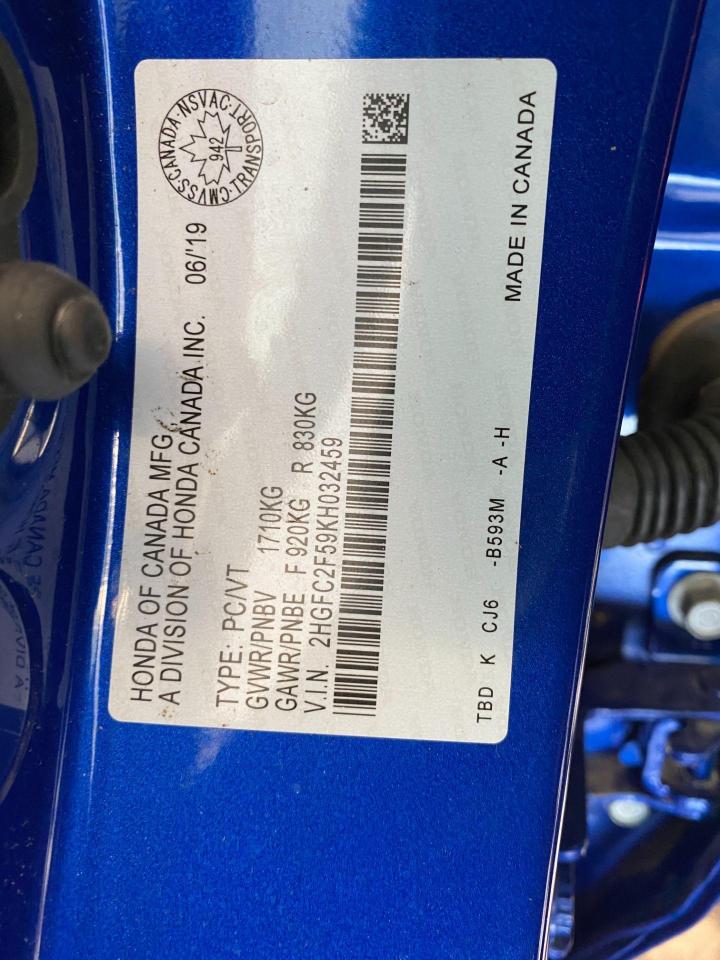 CMVSS·CANADA·NSVAC·TRANSPORT·
942
HONDA OF CANADA MFG.,
A DIVISION OF HONDA CANADA INC. 06/'19
TYPE: PC/VT
GVWR/PNBV 1710KG
GAWR/PNBE F 920KG R 830KG
V.I.N. 2HGFC2F59KH032459
TBD K CJ6 -B593M -A -H
MADE IN CANADA